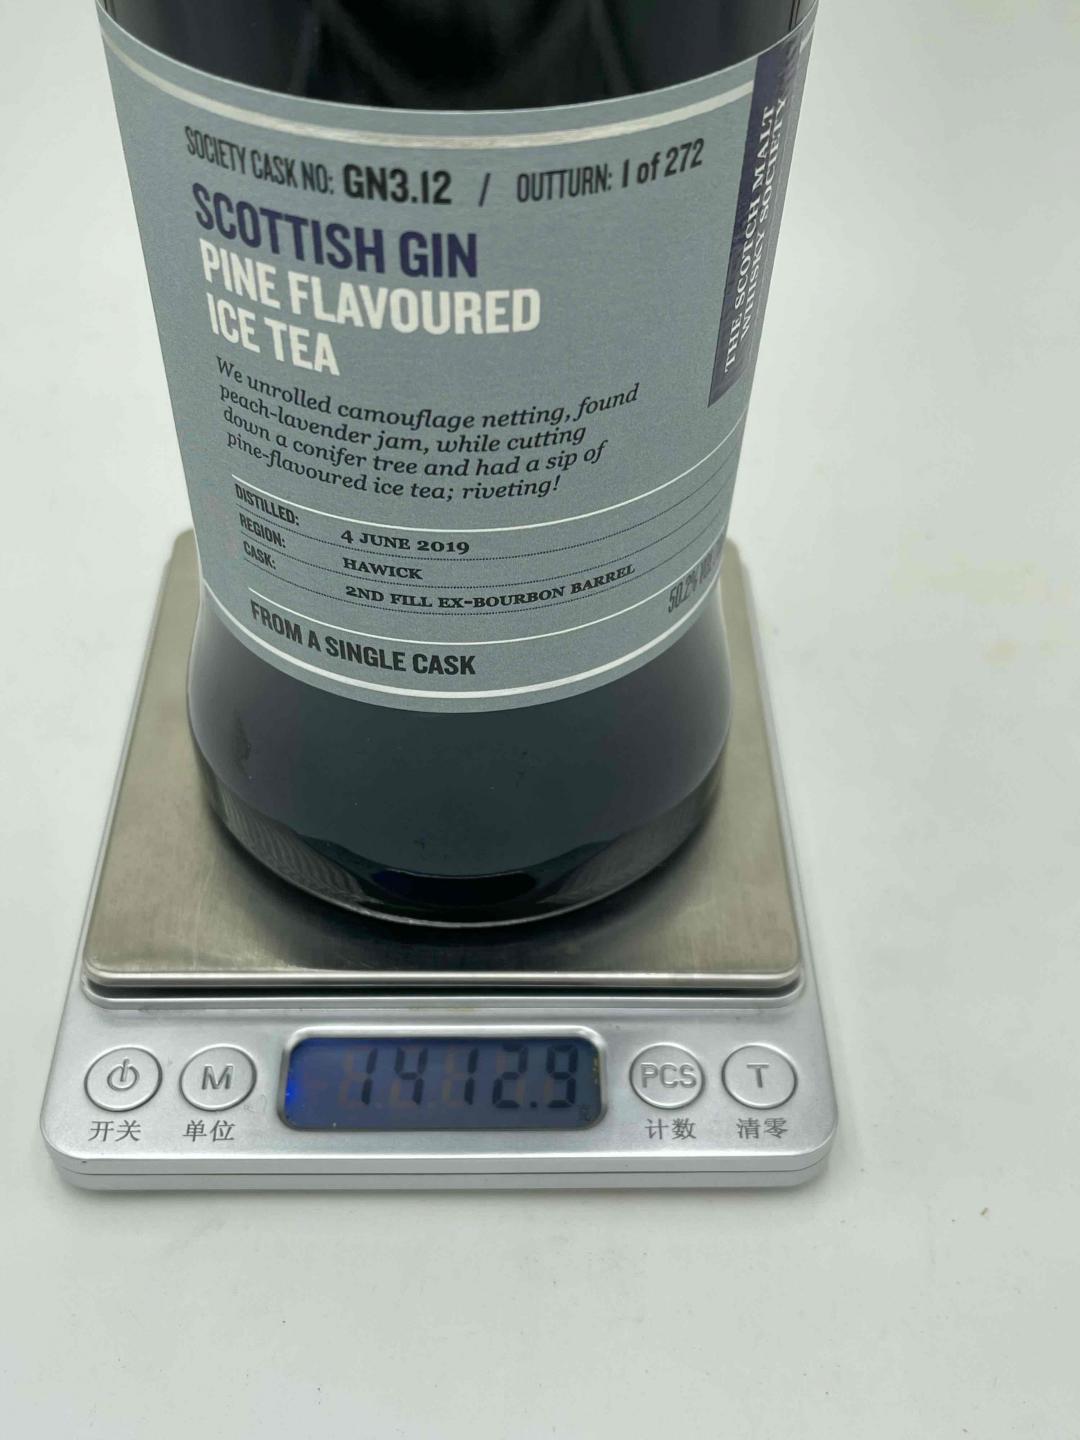 SOCIETY CASK NO: GN3.12 / OUTTURN: 1 of 272
SCOTTISH GIN
PINE FLAVOURED
ICE TEA
We unrolled camouflage netting, found
peach-lavender jam, while cutting
down a conifer tree and had a sip of
pine-flavoured ice tea; riveting!
DISTILLED: 4 JUNE 2019
REGION: HAWICK
CASK: 2ND FILL EX-BOURBON BARREL
50.2%
FROM A SINGLE CASK
THE SCOTCH MALT
WHISKY SOCIETY
1412.9
M
PCS
T
开关
单位
计数
清零